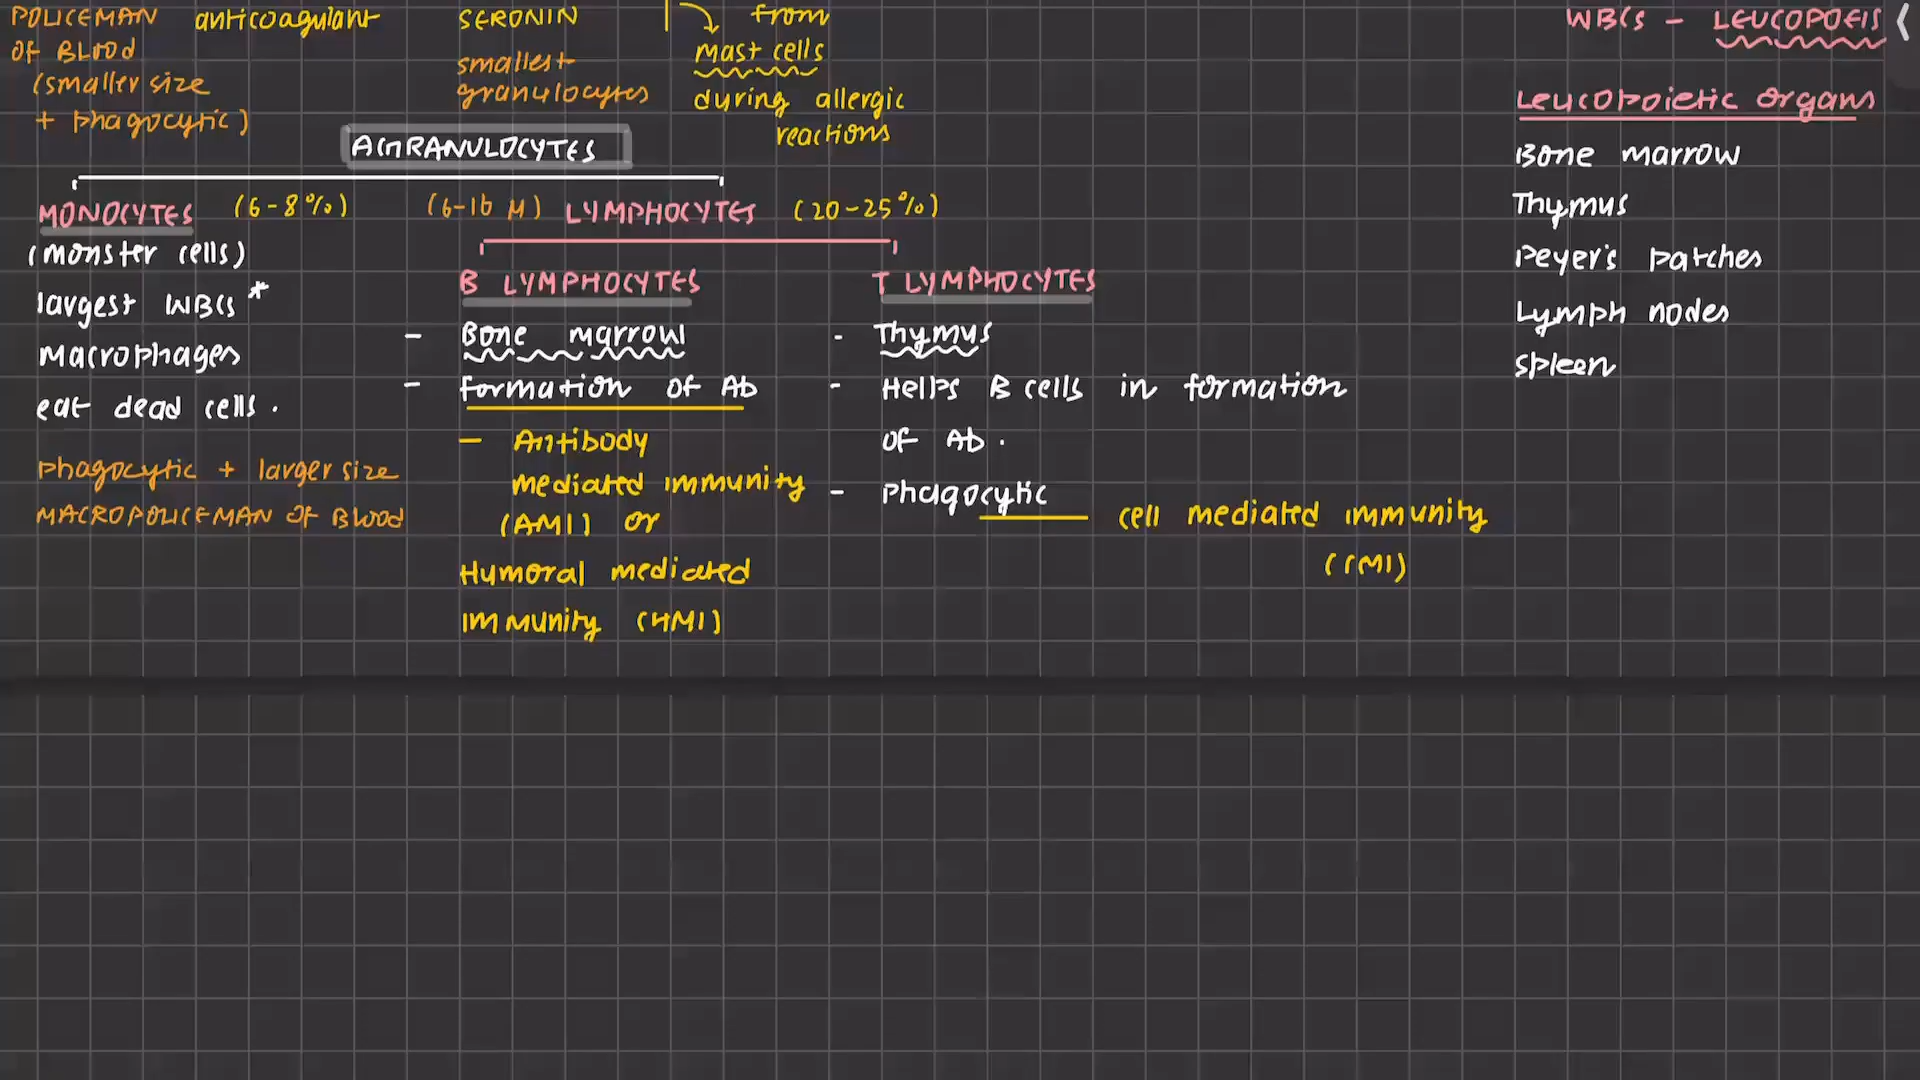 POLICEMAN anticoagulant SERONIN from WBCs - LEUCOPOEIS
OF Blood smallest mast cells
(smaller size granulocytes during allergic Leucopoietic organs
+ phagocytic) reactions
AGRANULOCYTES Bone marrow
MONOCYTES (6-8%) (6-16 μ) LYMPHOCYTES (20-25%) Thymus
(monster cells) Peyer's patches
largest WBCs * B LYMPHOCYTES T LYMPHOCYTES Lymph nodes
Macrophages - Bone marrow - Thymus spleen
eat dead cells. - formation of Ab - Helps B cells in formation
- Antibody of Ab.
phagocytic + larger size mediated immunity - Phagocytic
MACROPOLICEMAN OF Blood (AMI) or cell mediated immunity
Humoral mediated (CMI)
immunity (HMI)